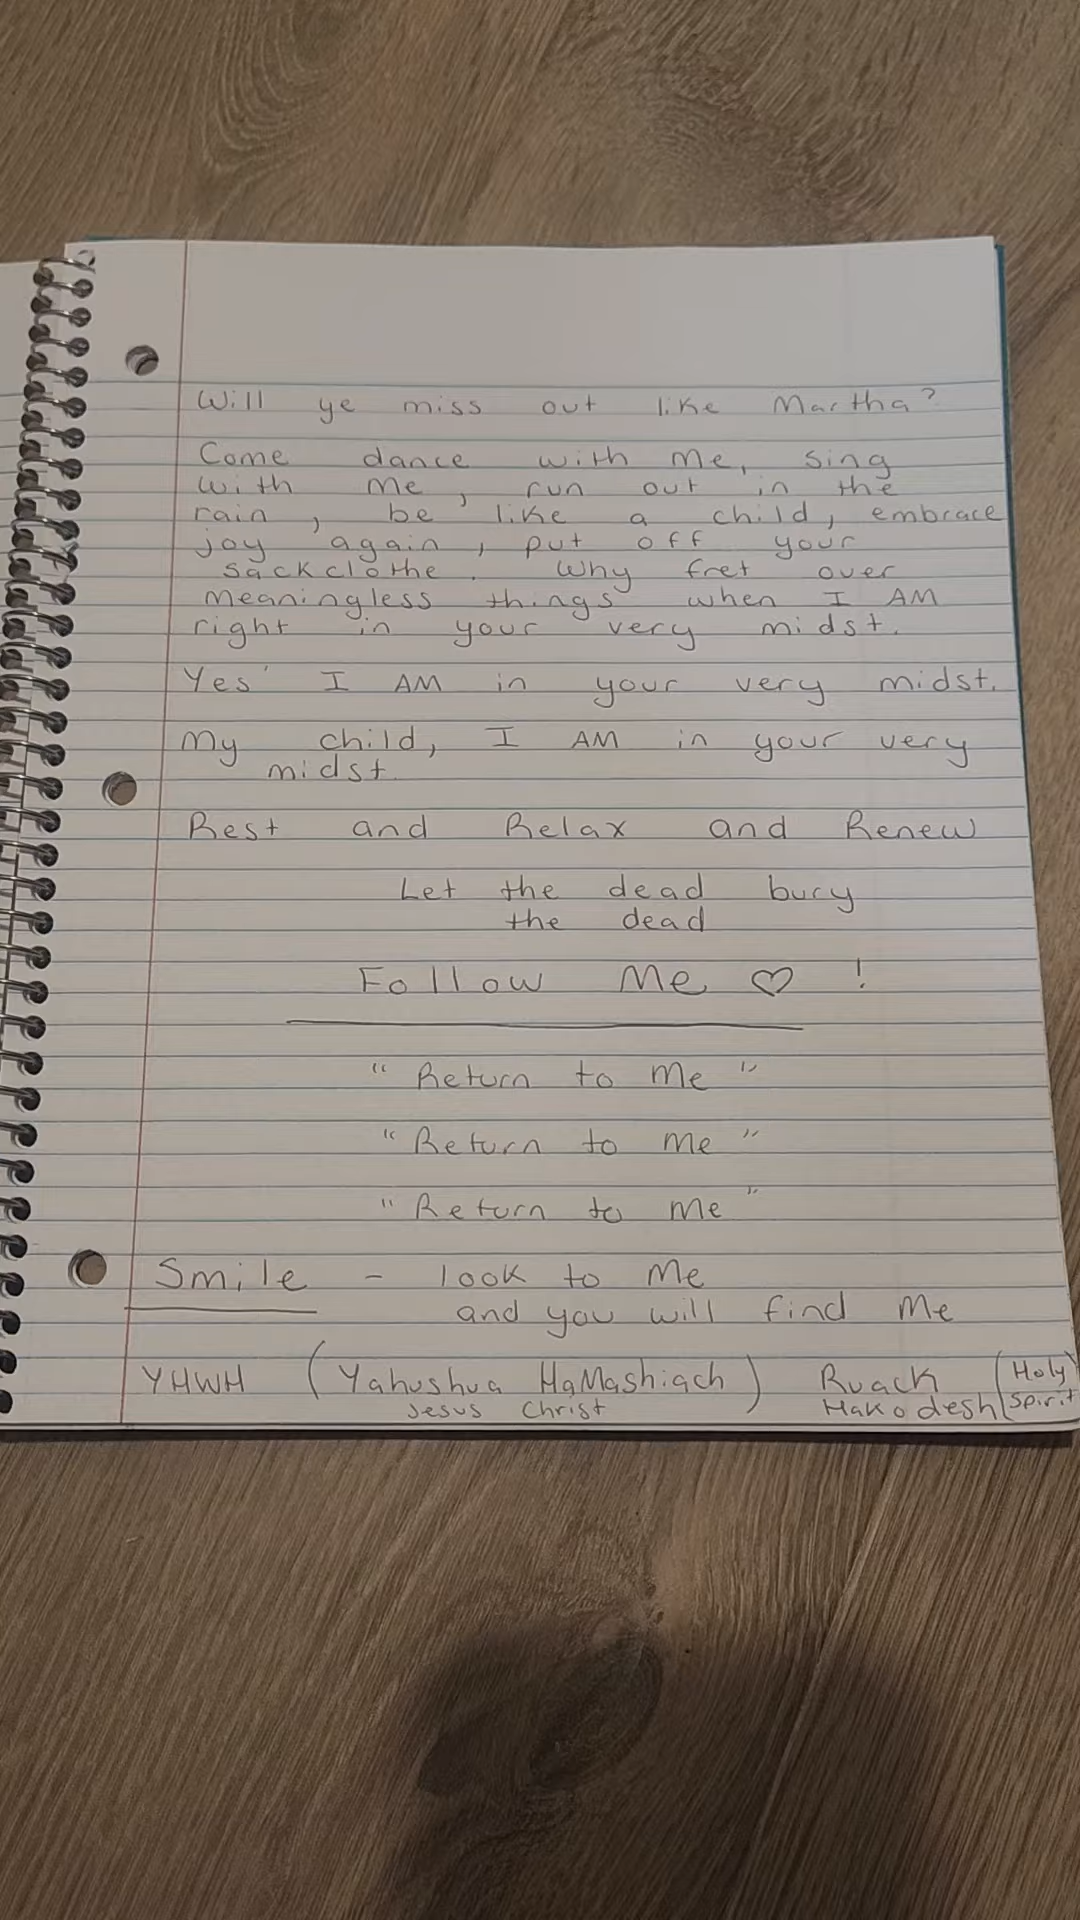 Will ye miss out like Martha?
Come dance with Me, sing
with Me, run out in the
rain, be like a child, embrace
joy again, put off your
sackclothe. Why fret over
meaningless things when I AM
right in your very midst.
Yes I AM in your very midst.
My child, I AM in your very
midst.
Rest and Relax and Renew
Let the dead bury
the dead
Follow Me ♡ !
"Return to Me"
"Return to Me"
"Return to Me"
Smile - look to Me
and you will find Me
YHWH (Yahushua HaMashiach) Ruack (Holy
Jesus Christ Hakodesh Spirit)